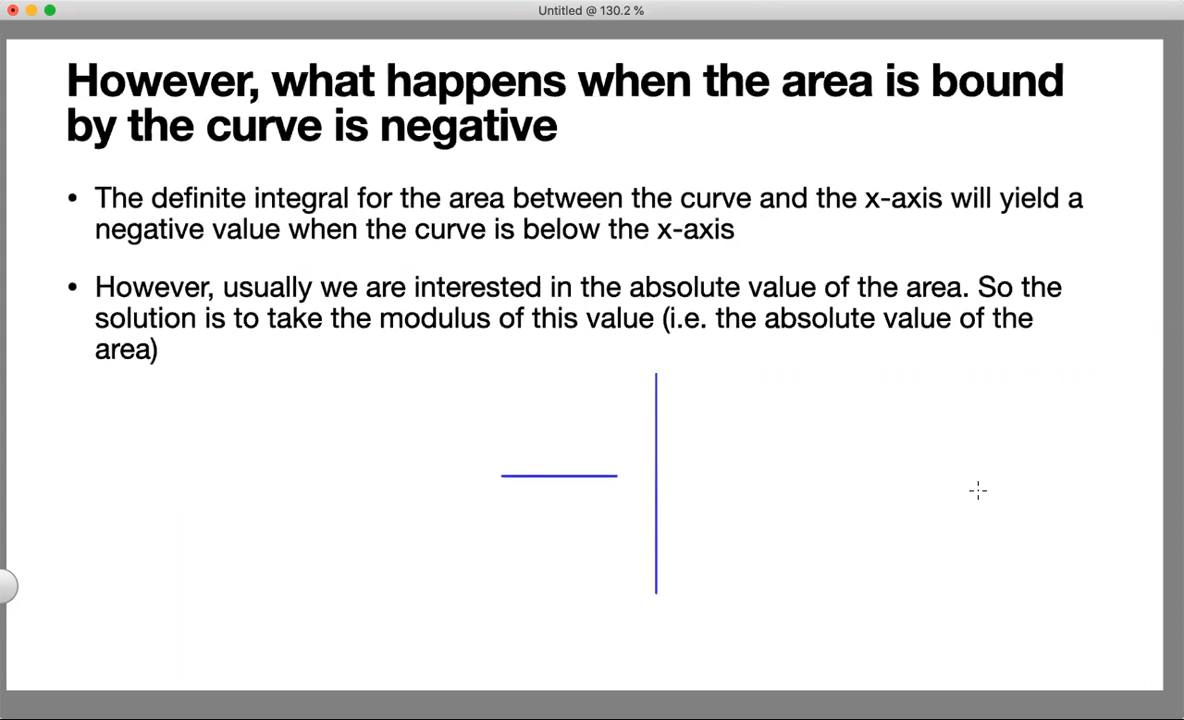 Untitled @ 130.2 %
However, what happens when the area is bound
by the curve is negative
• The definite integral for the area between the curve and the x-axis will yield a
negative value when the curve is below the x-axis
• However, usually we are interested in the absolute value of the area. So the
solution is to take the modulus of this value (i.e. the absolute value of the
area)